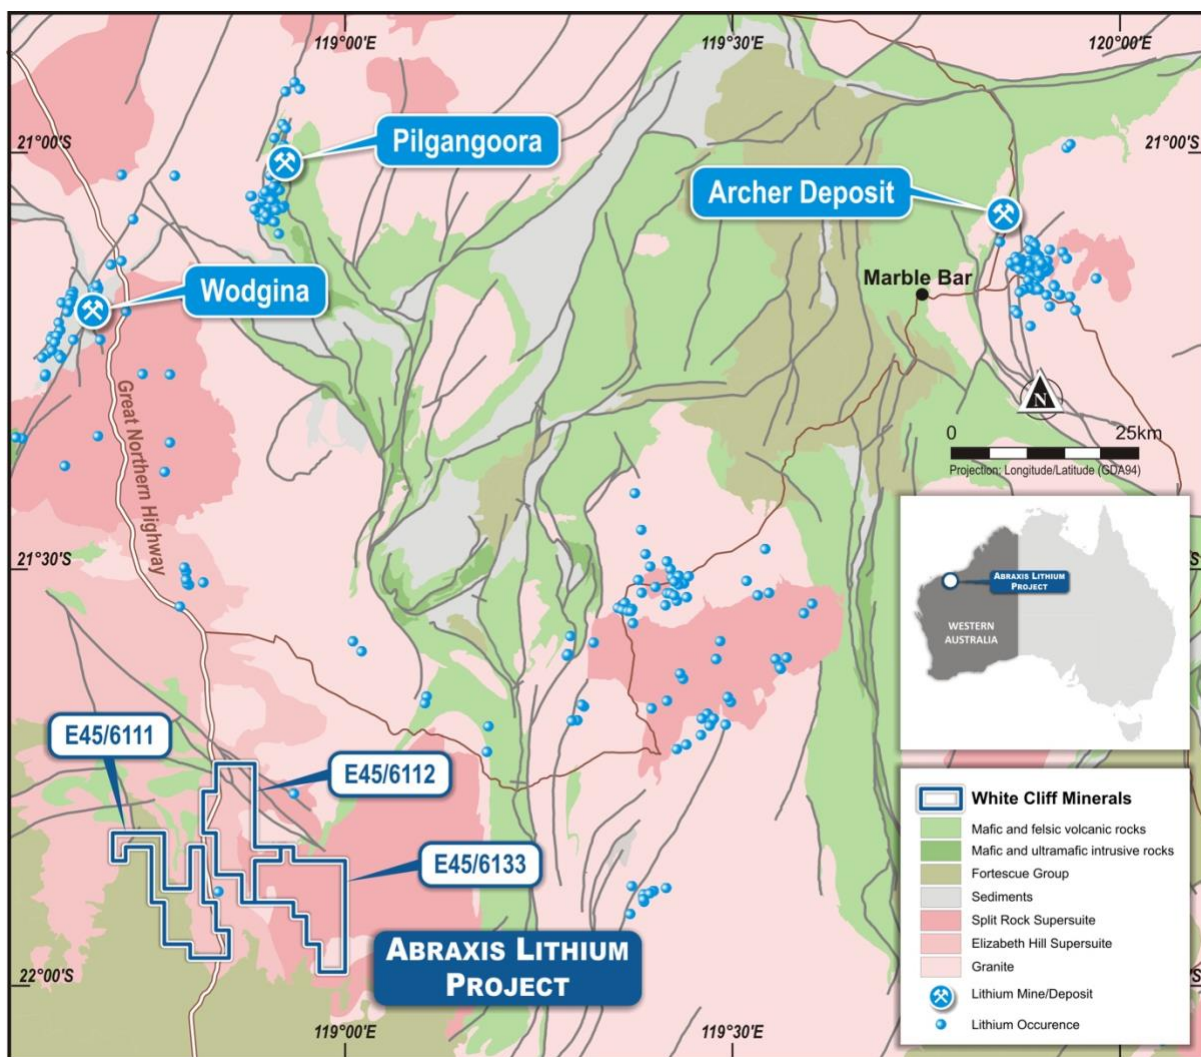 119°00'E
119°30'E
120°00'E
21°00'S
21°00'S
Pilgangoora
Archer Deposit
Wodgina
Marble Bar
Great Northern Highway
N
0
25km
Projection: Longitude/Latitude (GDA94)
21°30'S
0'S
ABRAXIS LITHIUM
PROJECT
WESTERN
AUSTRALIA
E45/6111
E45/6112
E45/6133
ABRAXIS LITHIUM
PROJECT
22°00'S
119°00'E
119°30'E
White Cliff Minerals
Mafic and felsic volcanic rocks
Mafic and ultramafic intrusive rocks
Fortescue Group
Sediments
Split Rock Supersuite
Elizabeth Hill Supersuite
Granite
Lithium Mine/Deposit
Lithium Occurence